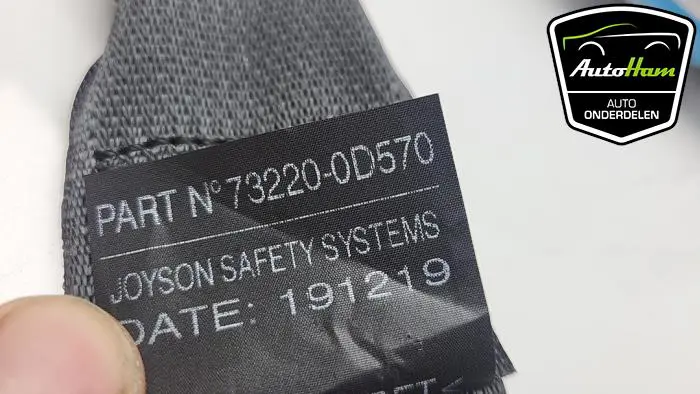 AutoHam
AUTO
ONDERDELEN
PART N° 73220-0D570
JOYSON SAFETY SYSTEMS
DATE: 191219